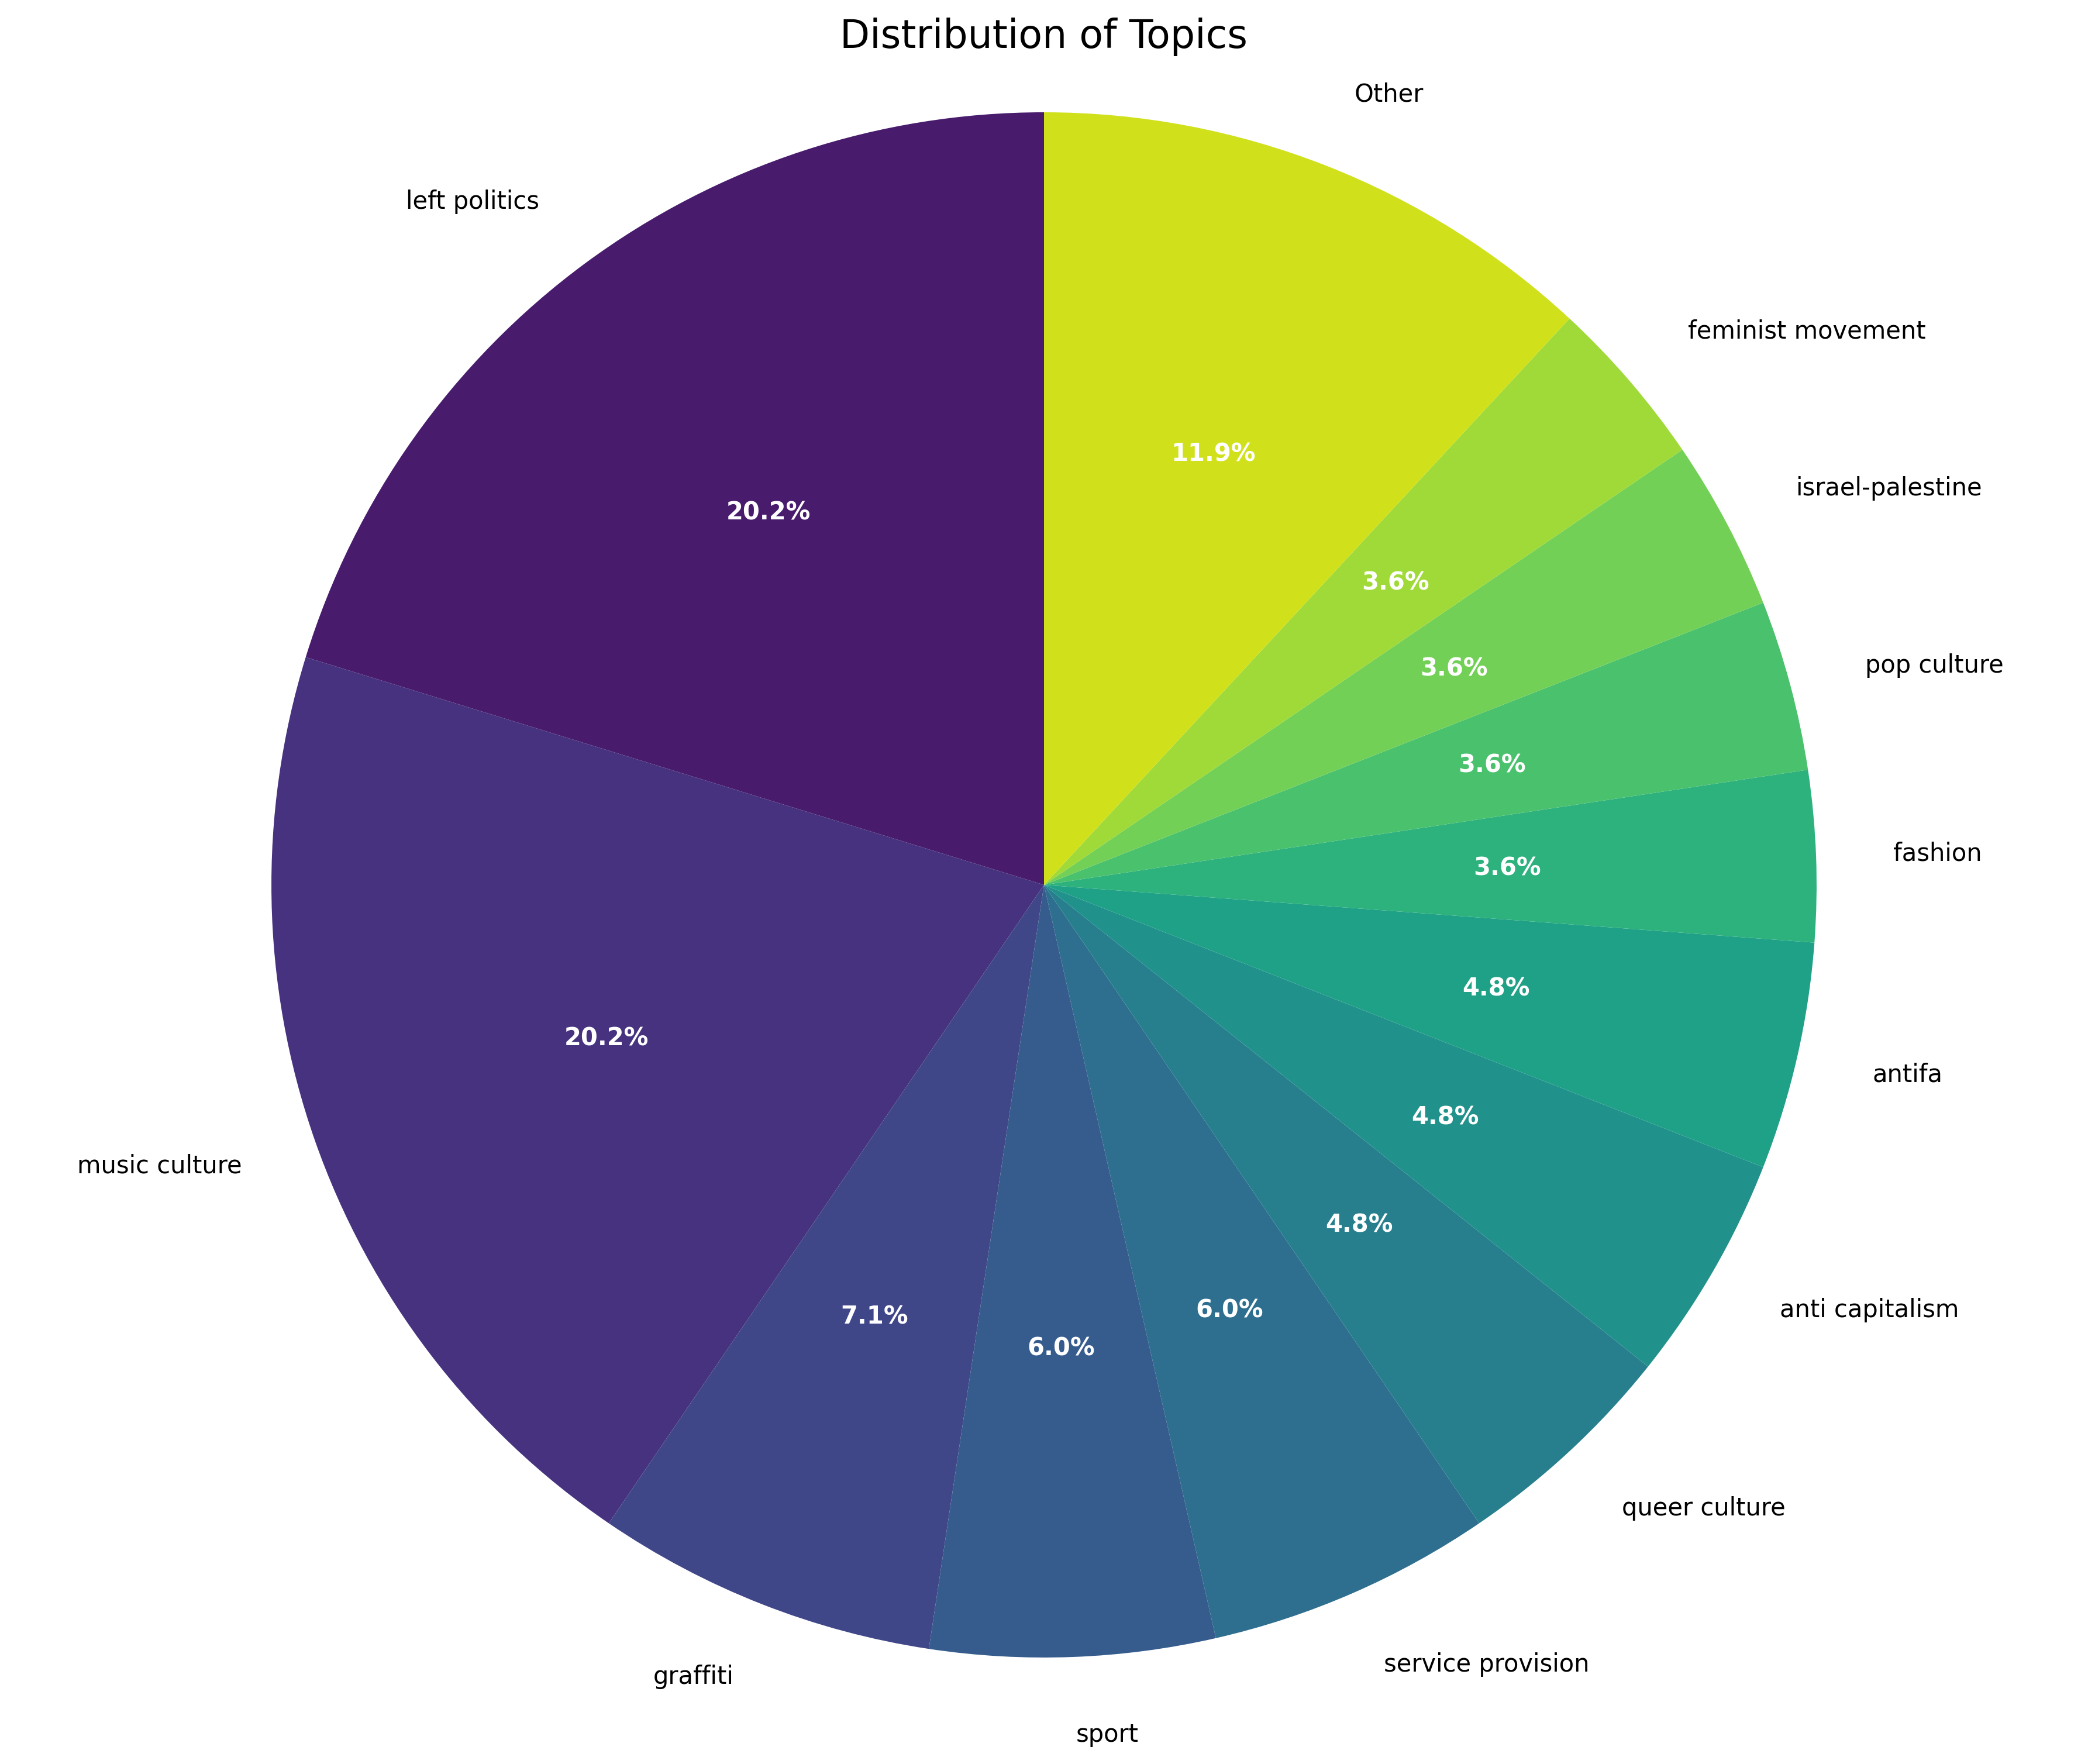 Distribution of Topics
Other
left politics
feminist movement
israel-palestine
pop culture
fashion
antifa
anti capitalism
queer culture
service provision
sport
graffiti
music culture
11.9%
20.2%
3.6%
3.6%
3.6%
3.6%
4.8%
4.8%
4.8%
6.0%
6.0%
7.1%
20.2%